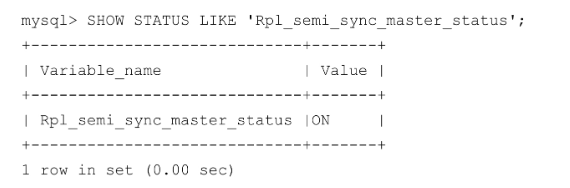 mysql> SHOW STATUS LIKE 'Rpl_semi_sync_master_status';
+-----------------------------+-------+
| Variable_name               | Value |
+-----------------------------+-------+
| Rpl_semi_sync_master_status |ON     |
+-----------------------------+-------+
1 row in set (0.00 sec)